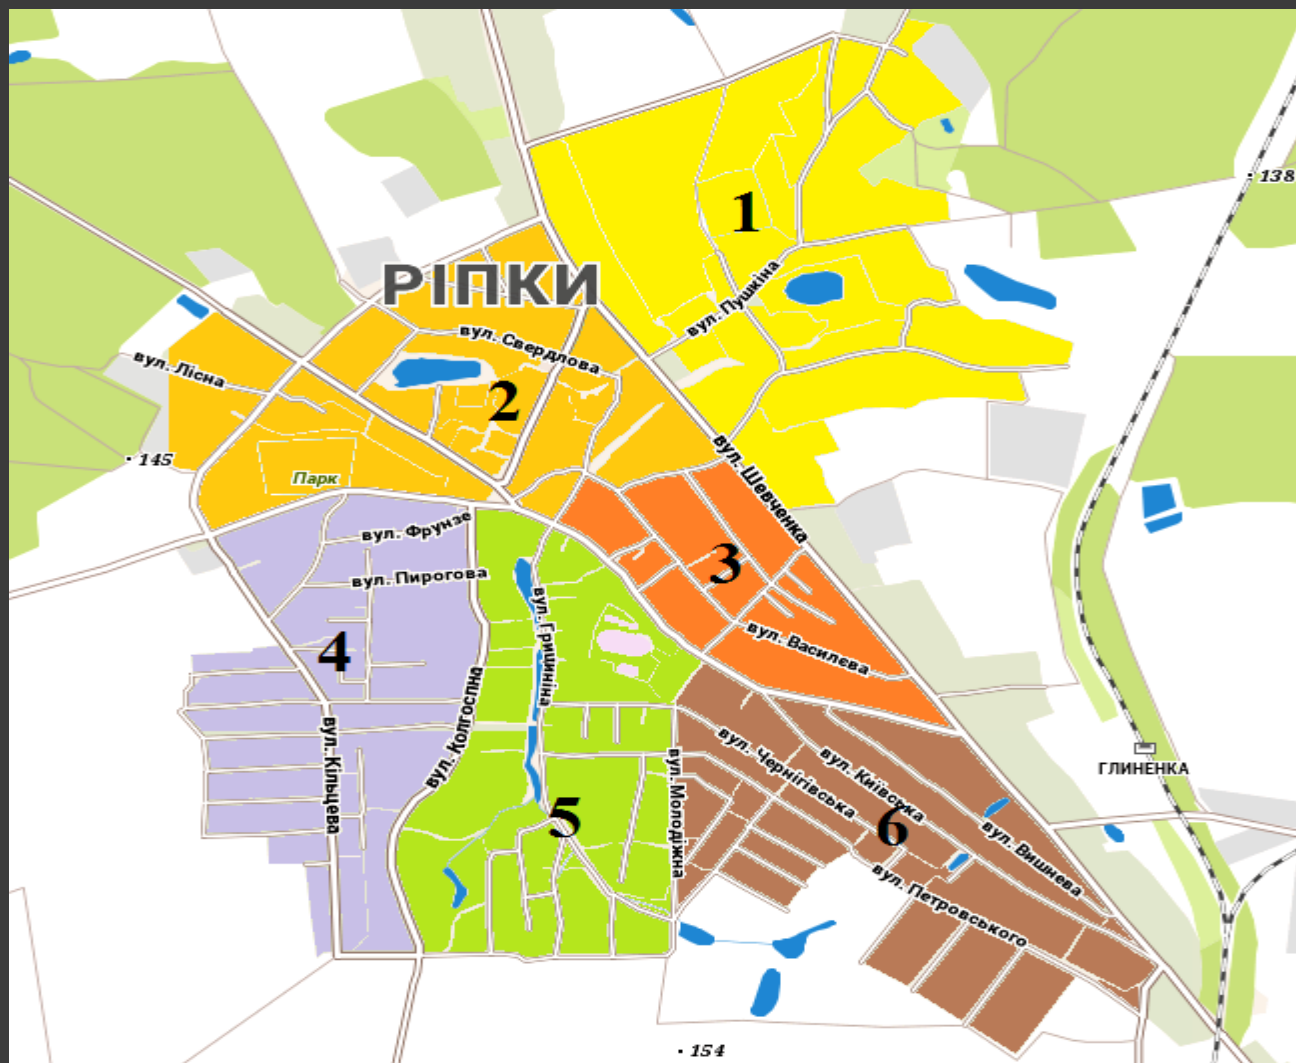 138
1
РІПКИ
вул. Пушкіна
вул. Свердлова
вул. Лісна
2
145
Парк
вул. Шевченка
вул. Фрунзе
вул. Пирогова
3
вул. Грициніна
вул. Василєва
4
вул. Колгоспна
вул. Кільцева
вул. Молодіжна
вул. Чернігівська
вул. Київська
ГЛИНЕНКА
5
6
вул. Вишнева
вул. Петровського
154